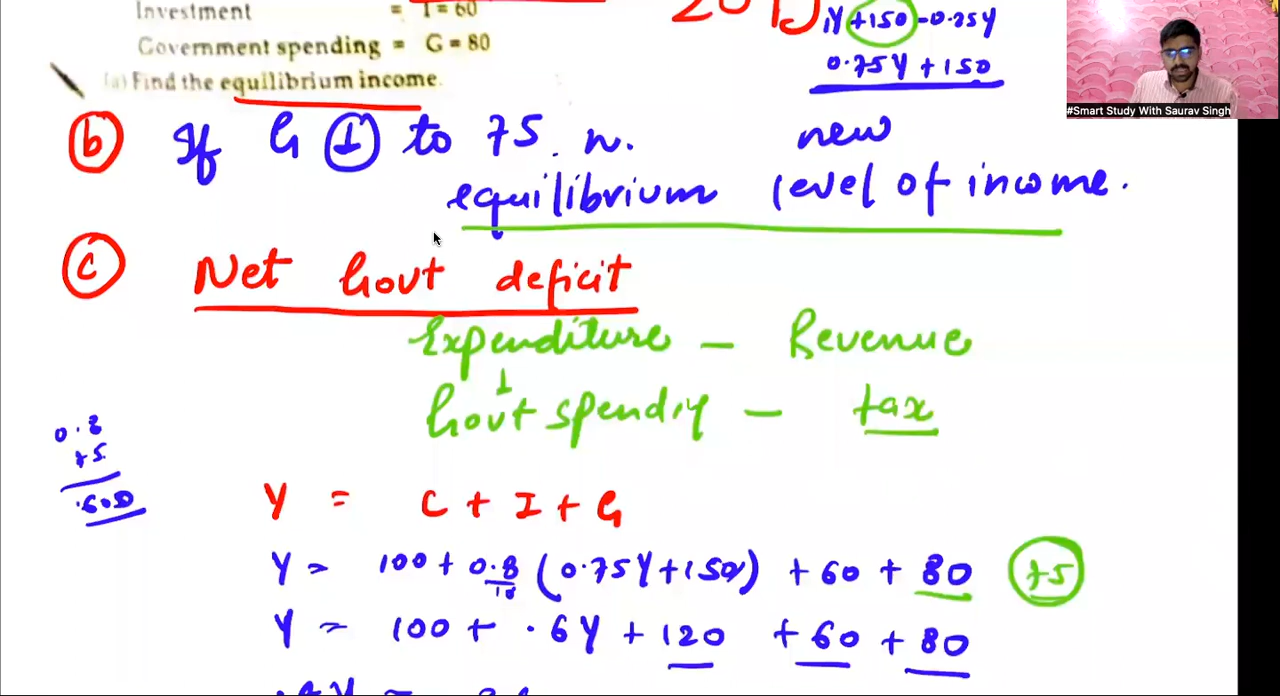 Investment = I = 60
Government spending = G = 80
(a) Find the equilibrium income.
Y +150 -0.25Y
0.75Y +150
#Smart Study With Saurav Singh
b If G ↓ to 75. n. new
equilibrium level of income.
c Net Govt deficit
Expenditure – Revenue
↓
Govt spending – tax
0.8
75
.600
Y = C + I + G
Y = 100 + 0.8 (0.75Y+150) + 60 + 80 75
10
Y = 100 + .6Y + 120 + 60 + 80